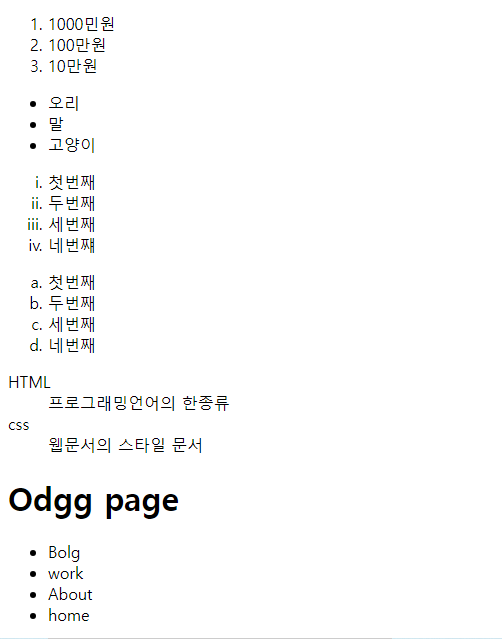 1. 1000민원
2. 100만원
3. 10만원
• 오리
• 말
• 고양이
i. 첫번째
ii. 두번째
iii. 세번째
iv. 네번쨰
a. 첫번째
b. 두번째
c. 세번째
d. 네번째
HTML
프로그래밍언어의 한종류
css
웹문서의 스타일 문서
Odgg page
• Bolg
• work
• About
• home